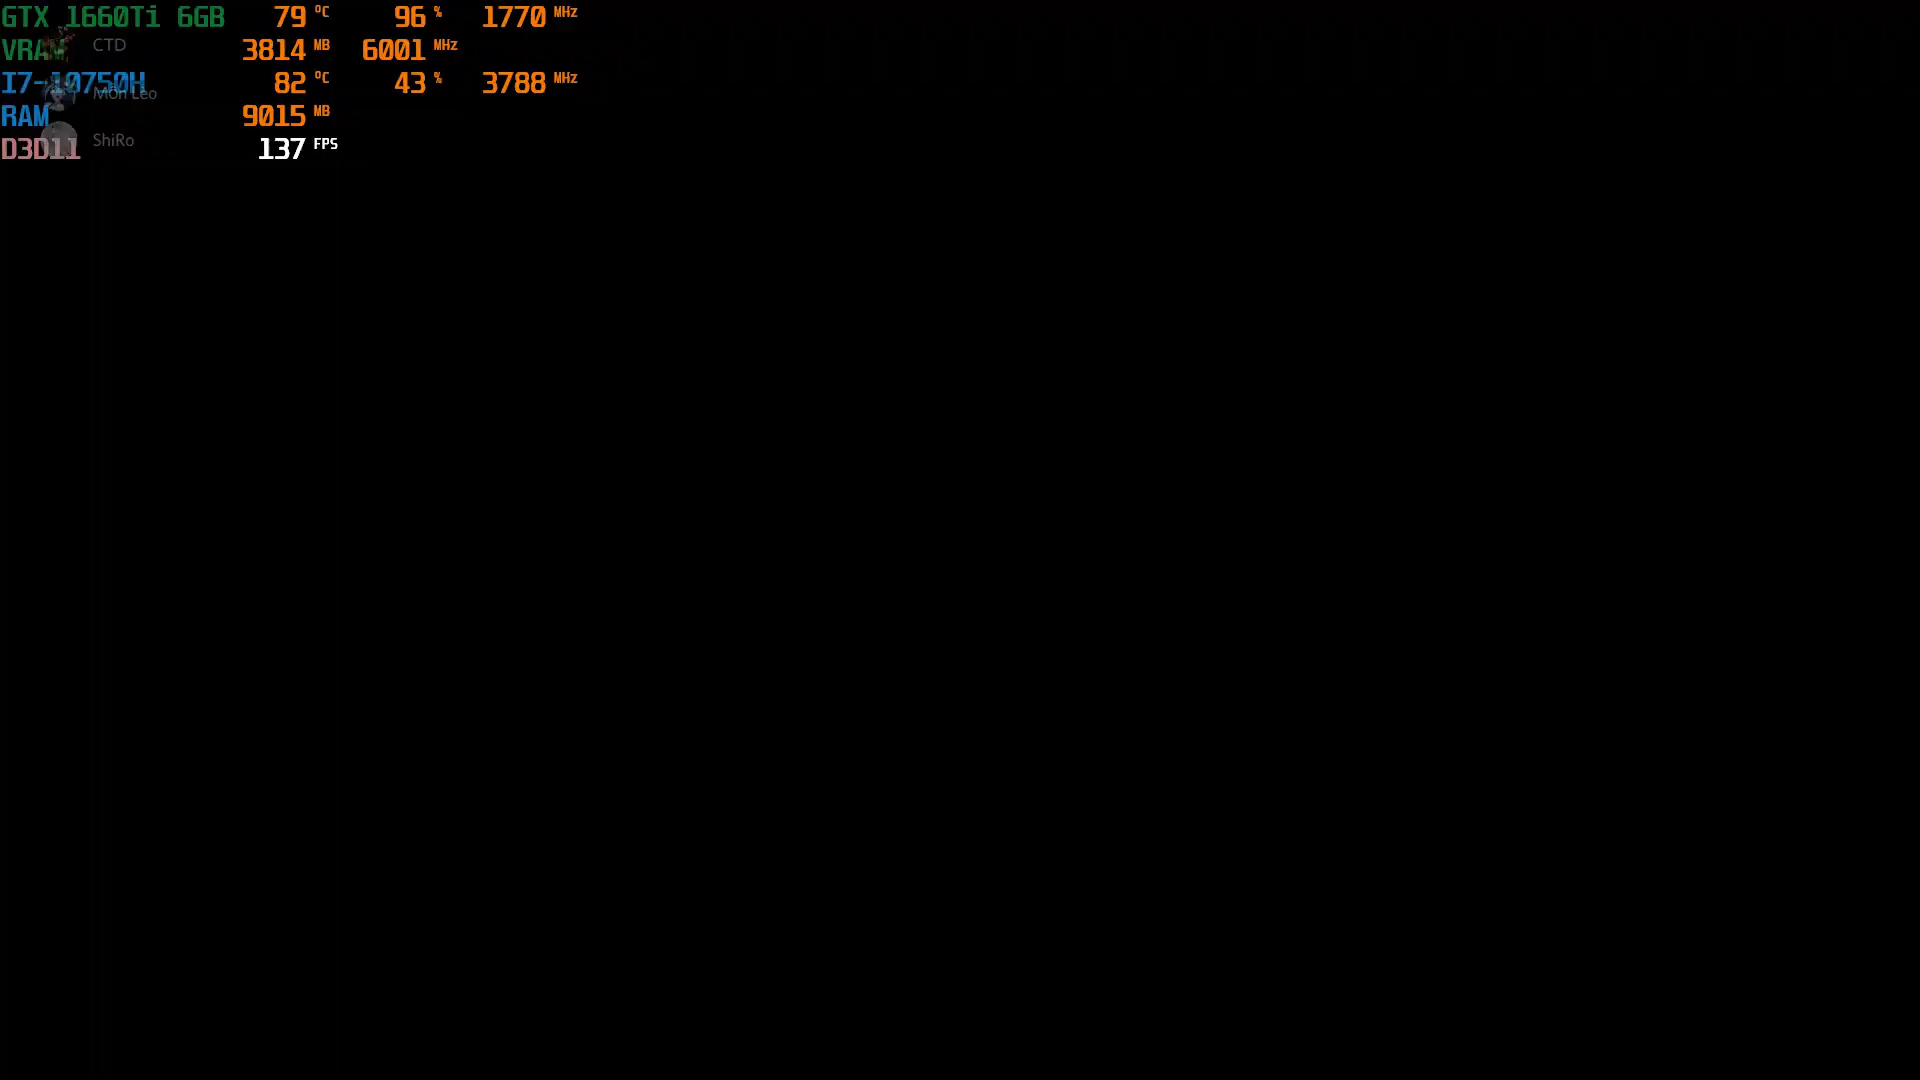 GTX 1660Ti 6GB 79 °C 96 % 1770 MHz
VRAM 3814 MB 6001 MHz
CTD
I7-10750H 82 °C 43 % 3788 MHz
Mon Leo
RAM 9015 MB
ShiRo
D3D11 137 FPS